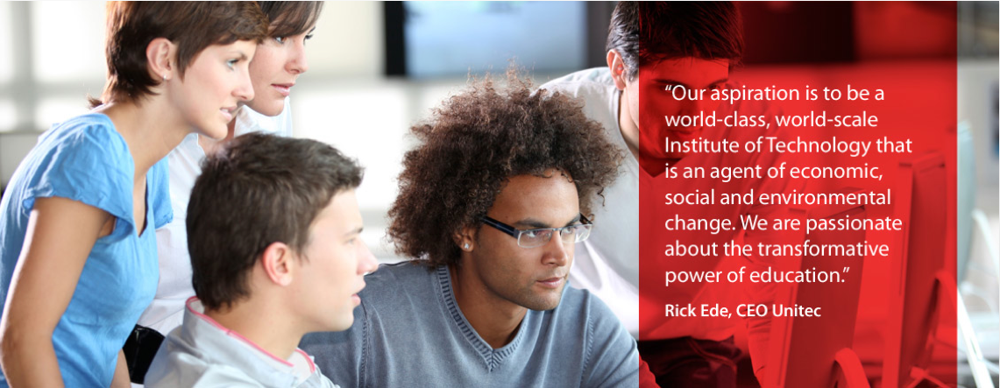 “Our aspiration is to be a
world-class, world-scale
Institute of Technology that
is an agent of economic,
social and environmental
change. We are passionate
about the transformative
power of education.”
Rick Ede, CEO Unitec